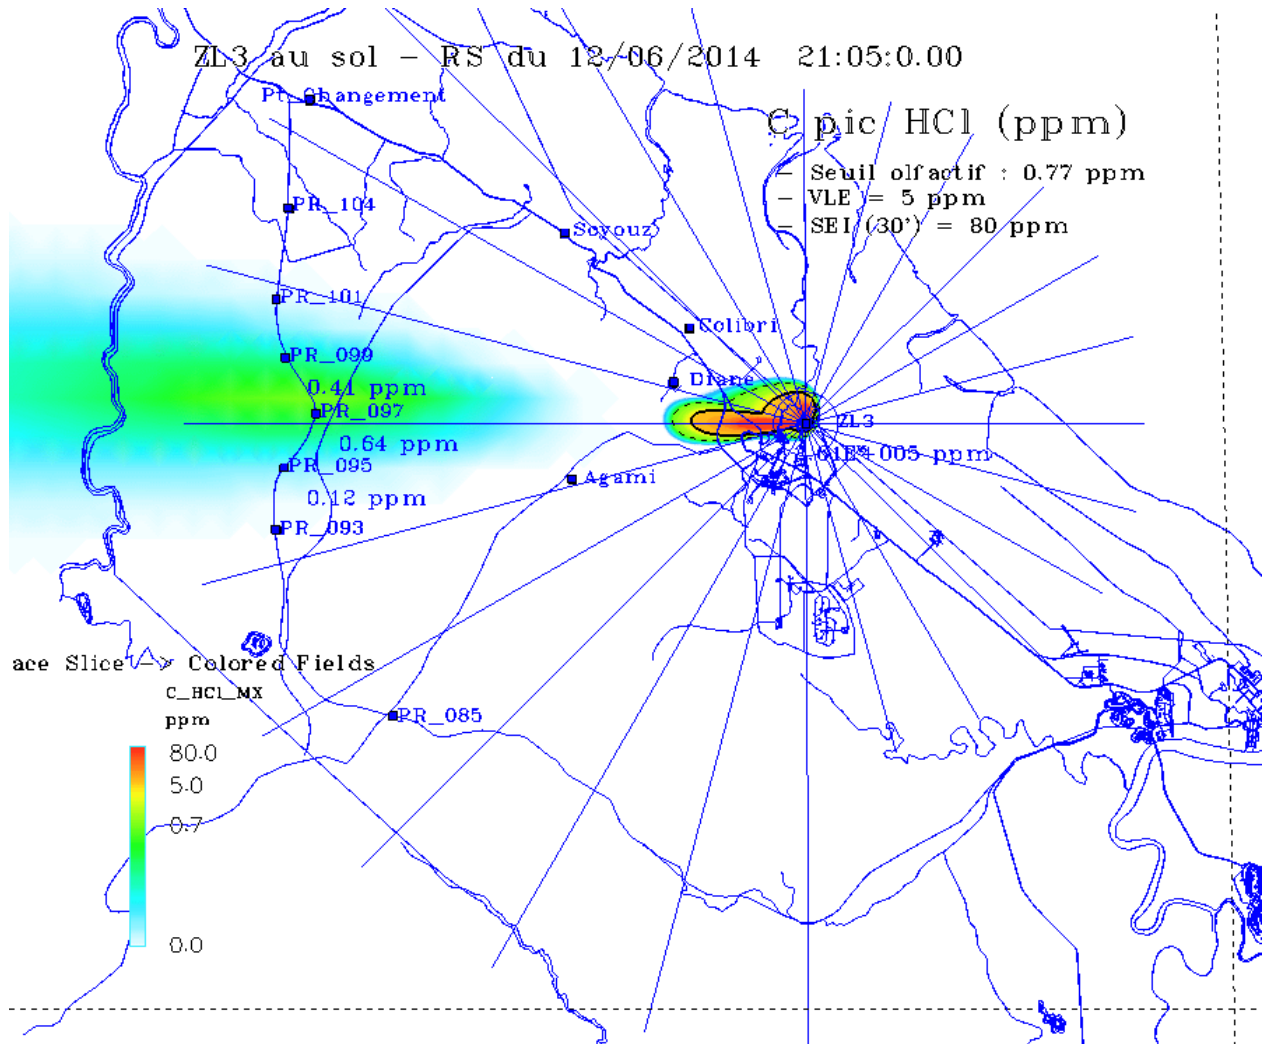 ZL3 au sol - RS du 12/06/2014 21:05:0.00
Pt Changement
C pic HCl (ppm)
- Seuil olfactif : 0.77 ppm
- VLE = 5 ppm
- SEI (30') = 80 ppm
PR_104
Soyouz
PR_101
Colibri
PR_099
Diane
0.41 ppm
PR_097
ZL3
0.64 ppm
ppm
PR_095
Agami
0.12 ppm
PR_093
ace Slice -> Colored Fields
C_HCl_MX
ppm
PR_085
80.0
5.0
0.7
0.0